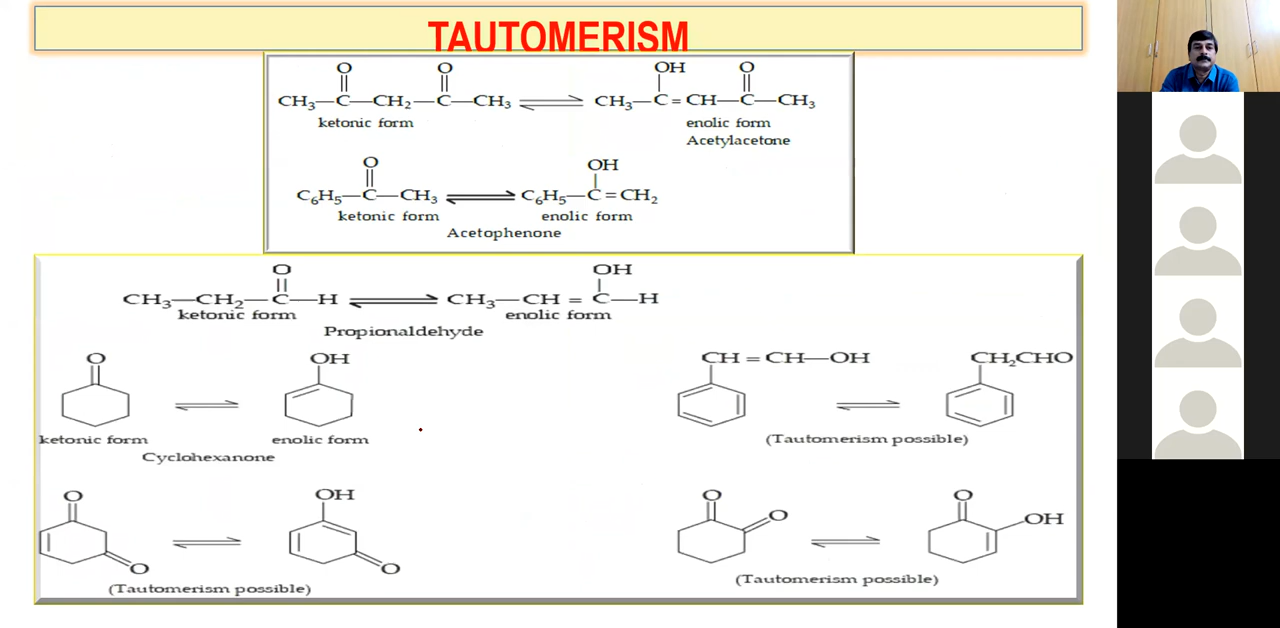 TAUTOMERISM
O O OH O
CH₃—C—CH₂—C—CH₃ CH₃—C=CH—C—CH₃
ketonic form enolic form
Acetylacetone
O OH
C₆H₅—C—CH₃ C₆H₅—C=CH₂
ketonic form enolic form
Acetophenone
O OH
CH₃—CH₂—C—H CH₃—CH=C—H
ketonic form enolic form
Propionaldehyde
O OH CH=CH—OH CH₂CHO
ketonic form enolic form (Tautomerism possible)
Cyclohexanone
O OH O O
O O O OH
(Tautomerism possible) (Tautomerism possible)